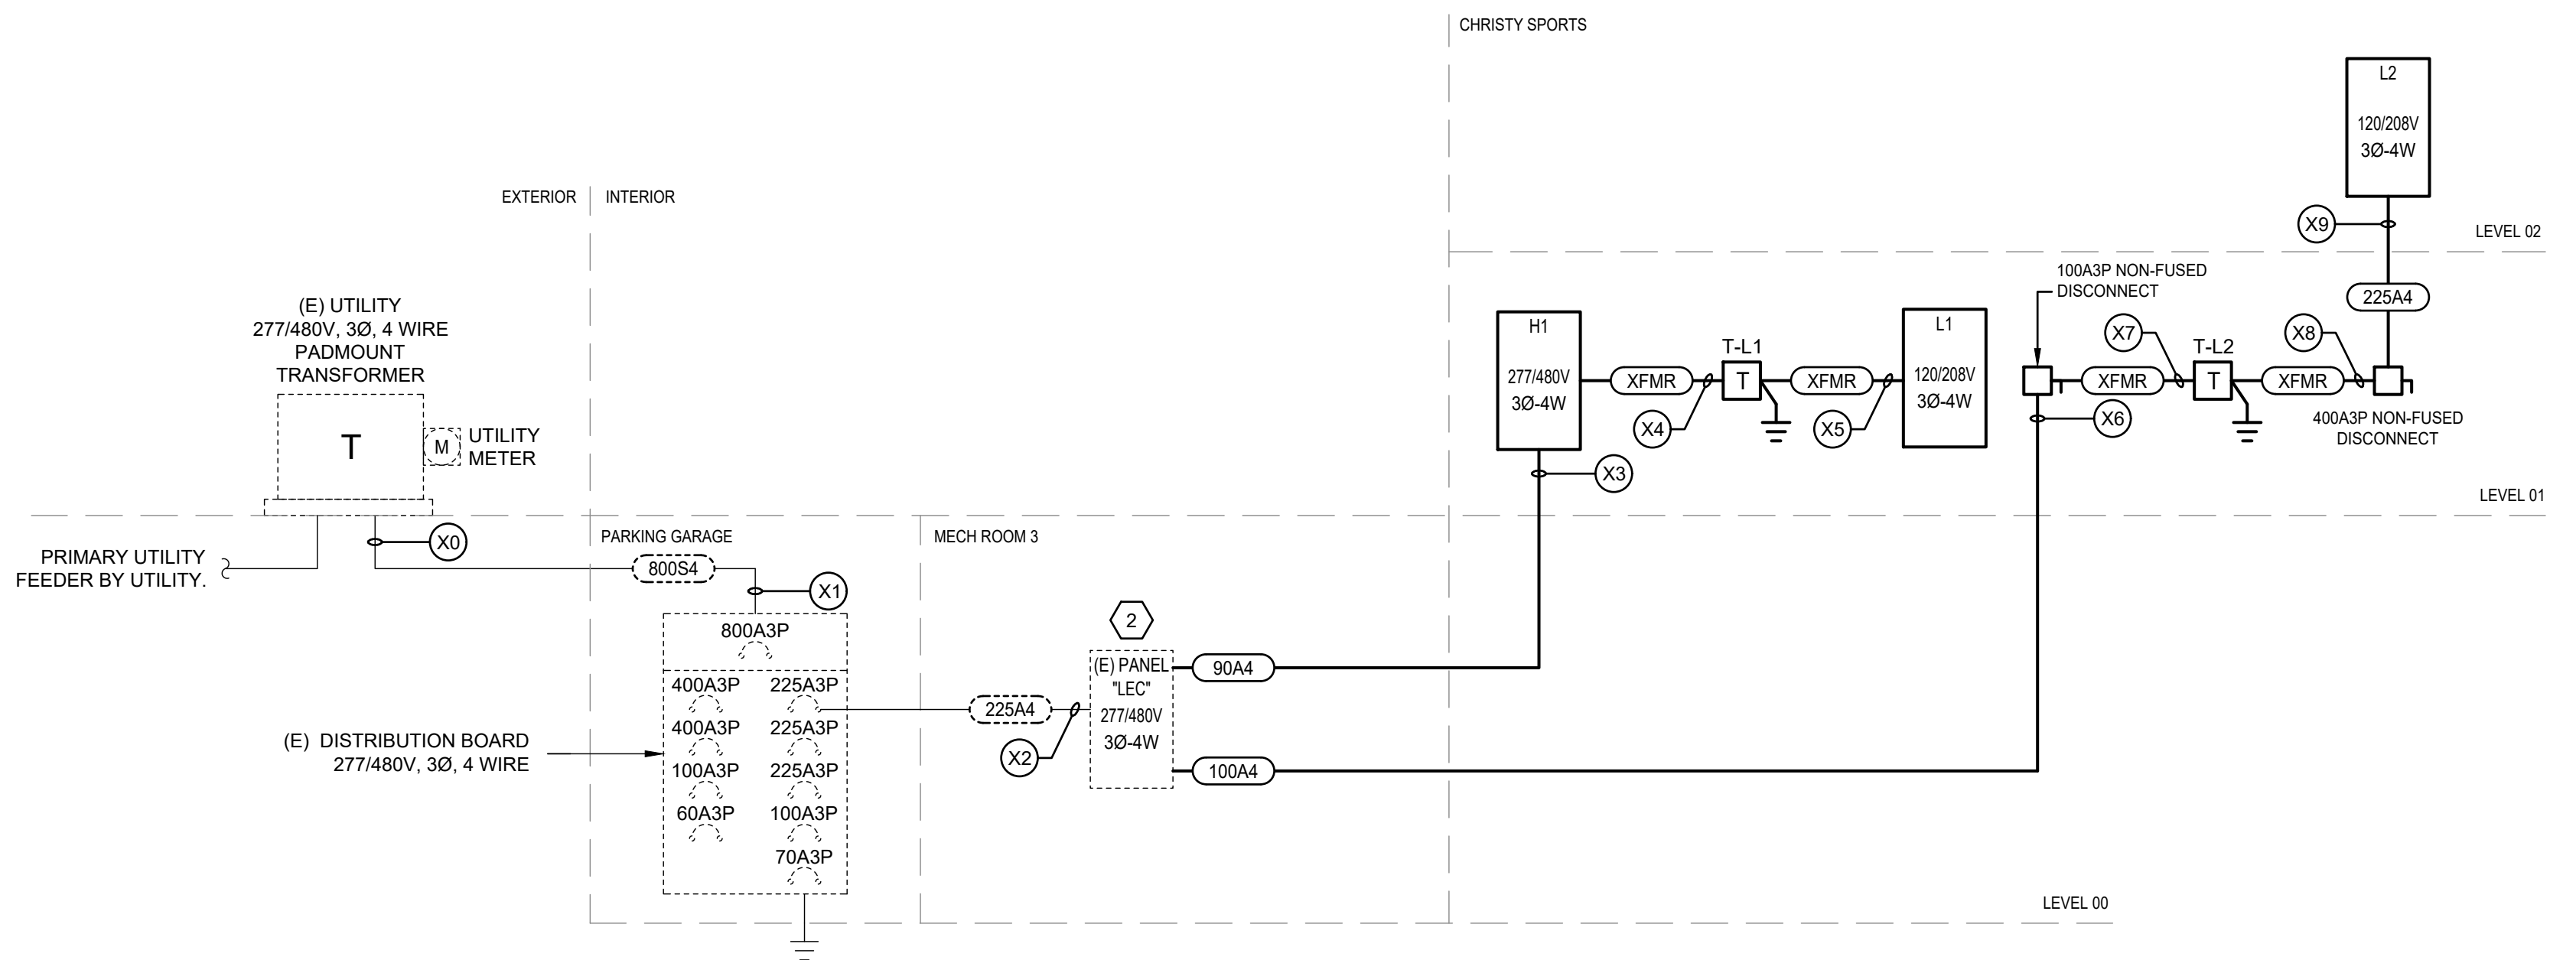 CHRISTY SPORTS
L2
120/208V
3Ø-4W
EXTERIOR
INTERIOR
X9
LEVEL 02
100A3P NON-FUSED
DISCONNECT
225A4
(E) UTILITY
277/480V, 3Ø, 4 WIRE
PADMOUNT
TRANSFORMER
T
M
UTILITY
METER
H1
277/480V
3Ø-4W
XFMR
X4
T-L1
T
XFMR
X5
L1
120/208V
3Ø-4W
X3
X6
XFMR
X7
T-L2
T
XFMR
X8
400A3P NON-FUSED
DISCONNECT
LEVEL 01
PRIMARY UTILITY
FEEDER BY UTILITY.
X0
PARKING GARAGE
800S4
X1
MECH ROOM 3
800A3P
400A3P
225A3P
400A3P
225A3P
100A3P
225A3P
60A3P
100A3P
70A3P
(E) DISTRIBUTION BOARD
277/480V, 3Ø, 4 WIRE
225A4
X2
2
(E) PANEL
"LEC"
277/480V
3Ø-4W
90A4
100A4
LEVEL 00